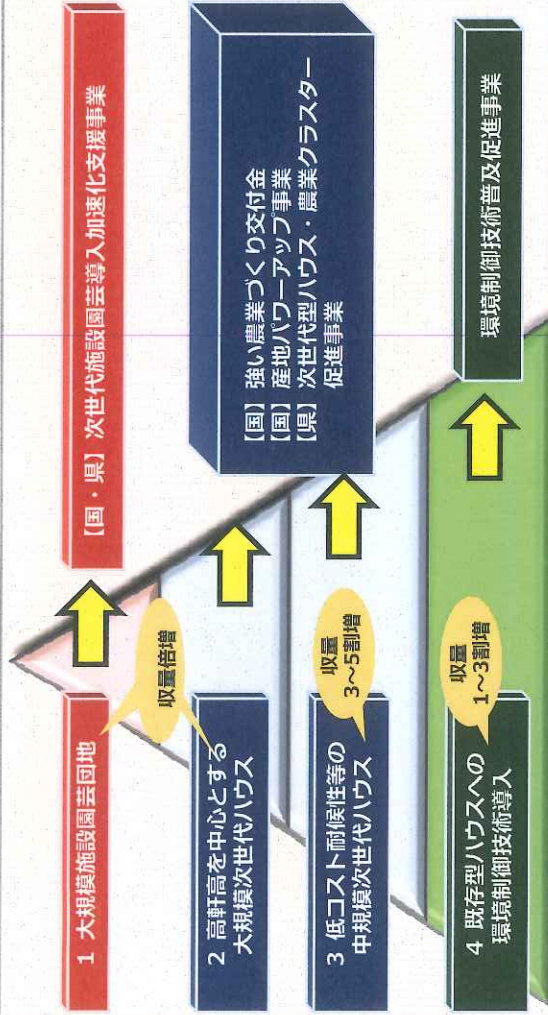 1 大規模施設園芸団地
収量倍増
【国・県】次世代施設園芸導入加速化支援事業
2 高軒高を中心とする
大規模次世代ハウス
【国】強い農業づくり交付金
【国】産地パワーアップ事業
【県】次世代型ハウス・農業クラスター
促進事業
3 低コスト耐候性等の
中規模次世代ハウス
収量
3～5割増
4 既存型ハウスへの
環境制御技術導入
収量
1～3割増
環境制御技術普及促進事業